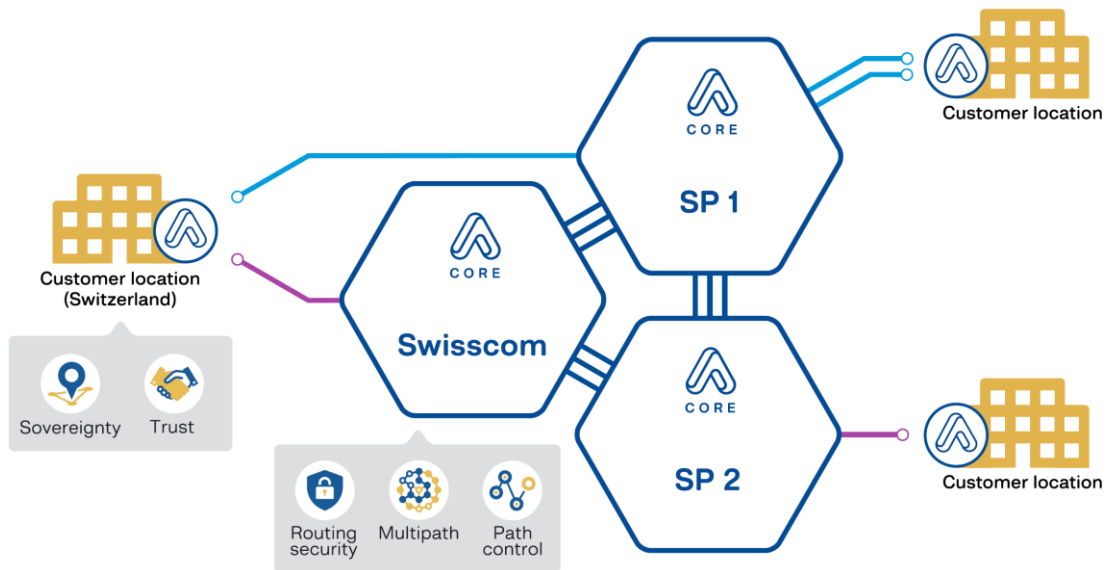 CORE
SP 1
Customer location
CORE
Swisscom
Customer location
(Switzerland)
Sovereignty
Trust
CORE
SP 2
Customer location
Routing
security
Multipath
Path
control